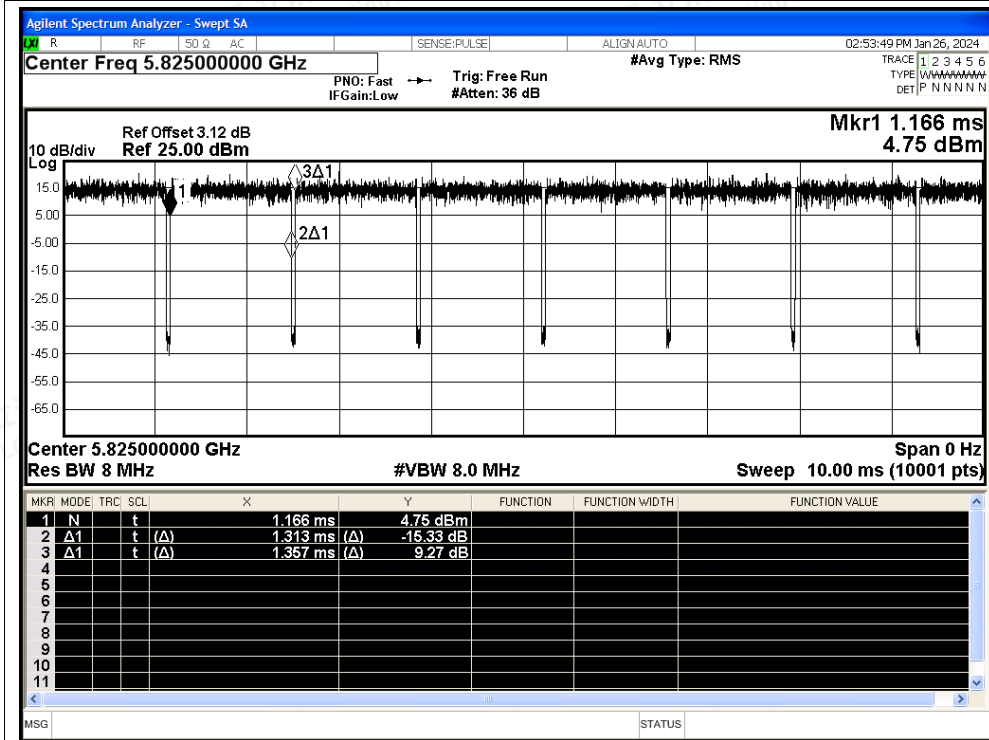 Agilent Spectrum Analyzer - Swept SA
LXI R RF 50 Ω AC SENSE:PULSE ALIGN AUTO 02:53:49 PM Jan 26, 2024
Center Freq 5.825000000 GHz #Avg Type: RMS TRACE 1 2 3 4 5 6
PNO: Fast Trig: Free Run TYPE
IFGain:Low #Atten: 36 dB DET P N N N N N
Mkr1 1.166 ms
Ref Offset 3.12 dB
10 dB/div Ref 25.00 dBm 4.75 dBm
Log
3Δ1
15.0
1
5.00
2Δ1
-5.00
-15.0
-25.0
-35.0
-45.0
-55.0
-65.0
Center 5.825000000 GHz Span 0 Hz
Res BW 8 MHz #VBW 8.0 MHz Sweep 10.00 ms (10001 pts)
MKR MODE TRC SCL X Y FUNCTION FUNCTION WIDTH FUNCTION VALUE
1 N t 1.166 ms 4.75 dBm
2 Δ1 t (Δ) 1.313 ms (Δ) -15.33 dB
3 Δ1 t (Δ) 1.357 ms (Δ) 9.27 dB
4
5
6
7
8
9
10
11
MSG STATUS